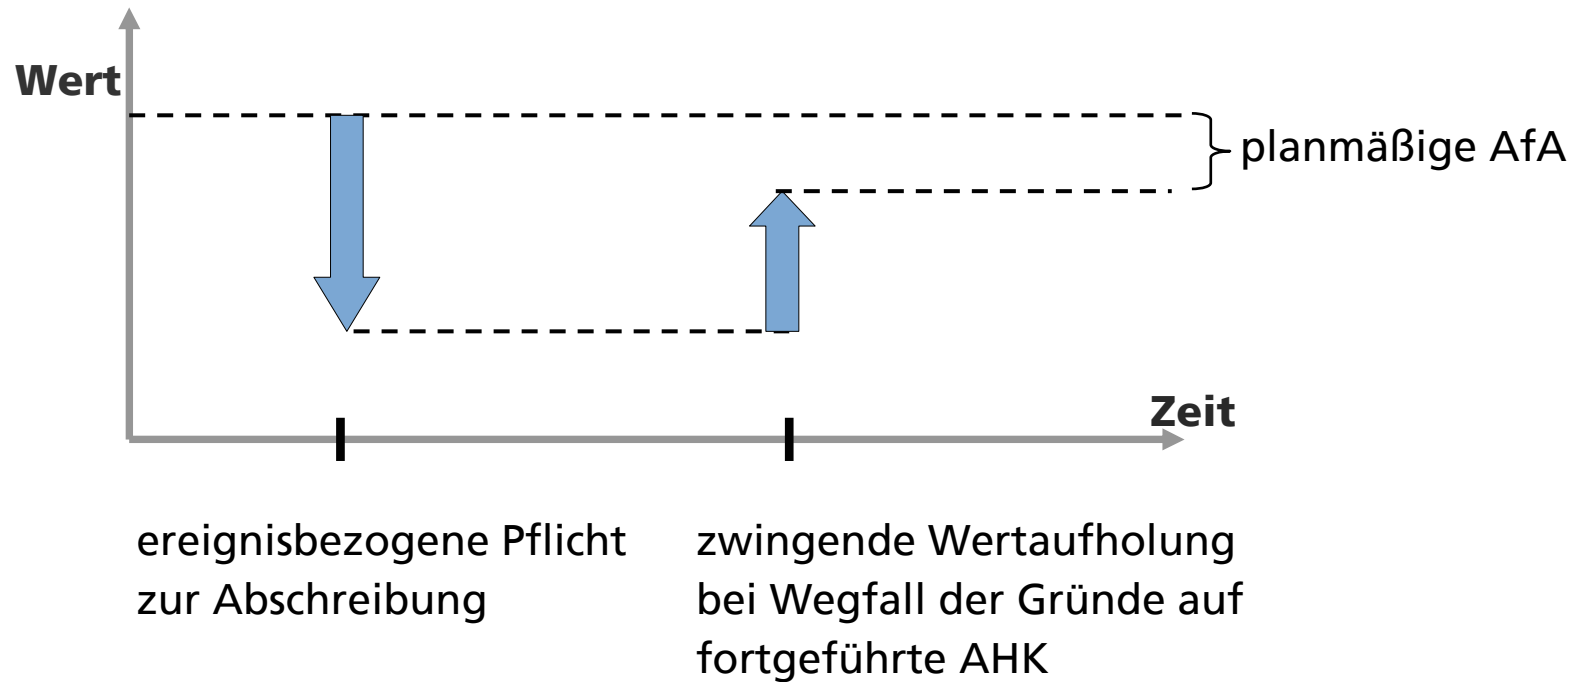 Wert
planmäßige AfA
Zeit
ereignisbezogene Pflicht
zur Abschreibung
zwingende Wertaufholung
bei Wegfall der Gründe auf
fortgeführte AHK